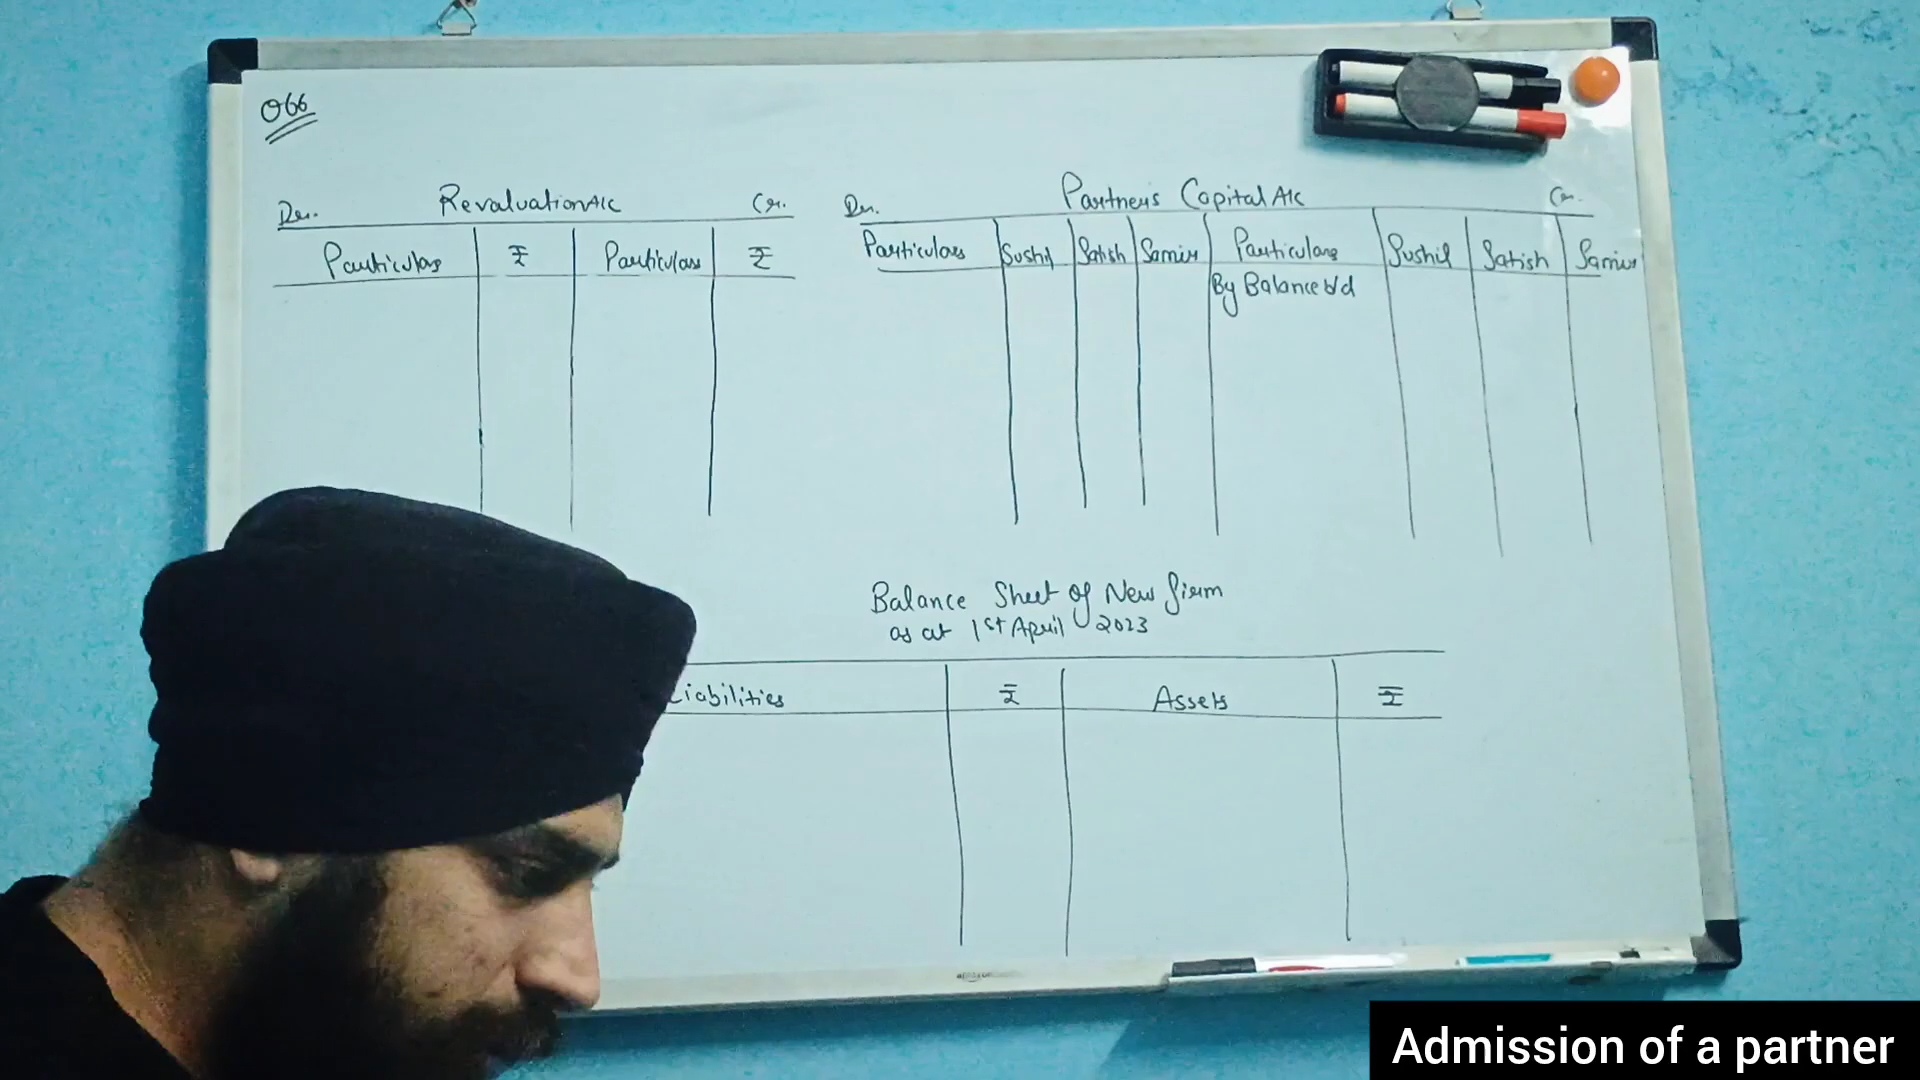 Q66
Dr. Revaluation A/c Cr.
Particulars ₹ Particulars ₹
Dr. Partner's Capital A/c Cr.
Particulars Sushil Satish Samir Particulars Sushil Satish Samir
By Balance b/d
Balance Sheet of New firm
as at 1st April 2023
Liabilities ₹ Assets ₹
Admission of a partner